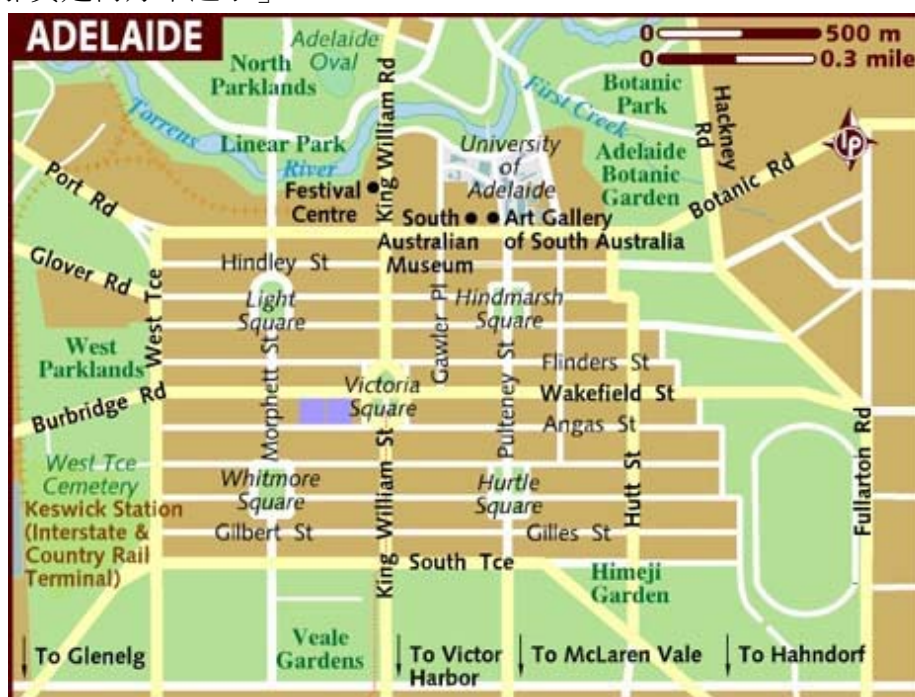 ADELAIDE
0 500 m
0 0.3 mile
Adelaide
Oval
North
Parklands
King William Rd
First Creek
Botanic
Park
Hackney
Rd
Torrens
River
Linear Park
University
of
Adelaide
Adelaide
Botanic
Garden
LP
Botanic Rd
Port Rd
Festival
Centre
South
Australian
Museum
Art Gallery
of South Australia
Glover Rd
West Tce
Hindley St
Light
Square
Gawler Pl
Hindmarsh
Square
West
Parklands
Morphett St
Flinders St
Burbridge Rd
Victoria
Square
Pulteney St
Wakefield St
Angas St
Fullarton Rd
West Tce
Cemetery
Whitmore
Square
King William St
Hurtle
Square
Hutt St
Keswick Station
(Interstate &
Country Rail
Terminal)
Gilbert St
Gilles St
South Tce
Himeji
Garden
Veale
Gardens
To Glenelg
To Victor
Harbor
To McLaren Vale
To Hahndorf